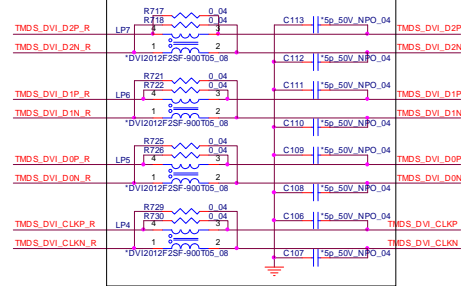 R717 0_04
R718 0_04 C113 *5p_50V_NPO_04
TMDS_DVI_D2P_R LP7 4 3 TMDS_DVI_D2P
TMDS_DVI_D2N_R 1 2 TMDS_DVI_D2N
*DVI2012F2SF-900T05_08 C112 *5p_50V_NPO_04
R721 0_04
R722 0_04 C111 *5p_50V_NPO_04
TMDS_DVI_D1P_R LP6 4 3 TMDS_DVI_D1P
TMDS_DVI_D1N_R 1 2 TMDS_DVI_D1N
*DVI2012F2SF-900T05_08 C110 *5p_50V_NPO_04
R725 0_04
R726 0_04 C109 *5p_50V_NPO_04
TMDS_DVI_D0P_R LP5 4 3 TMDS_DVI_D0P
TMDS_DVI_D0N_R 1 2 TMDS_DVI_D0N
*DVI2012F2SF-900T05_08 C108 *5p_50V_NPO_04
R729 0_04
R730 0_04 C106 *5p_50V_NPO_04
TMDS_DVI_CLKP_R LP4 4 3 TMDS_DVI_CLKP
TMDS_DVI_CLKN_R 1 2 TMDS_DVI_CLKN
*DVI2012F2SF-900T05_08 C107 *5p_50V_NPO_04